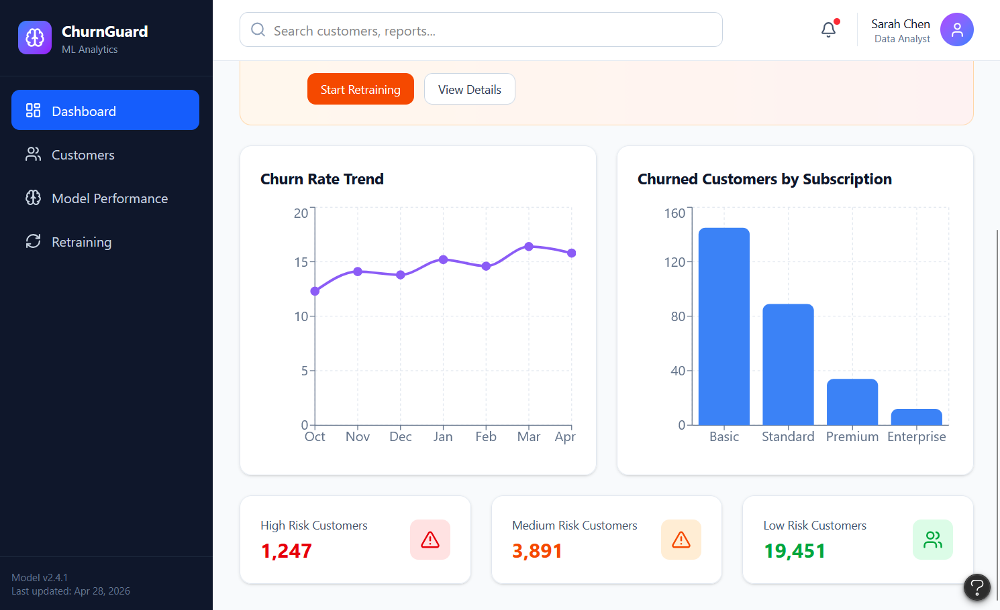 ChurnGuard
ML Analytics
Dashboard
Customers
Model Performance
Retraining
Model v2.4.1
Last updated: Apr 28, 2026
Search customers, reports...
Sarah Chen
Data Analyst
Start Retraining
View Details
Churn Rate Trend
20
15
10
5
0
Oct Nov Dec Jan Feb Mar Apr
Churned Customers by Subscription
160
120
80
40
0
Basic Standard Premium Enterprise
High Risk Customers
1,247
Medium Risk Customers
3,891
Low Risk Customers
19,451
?